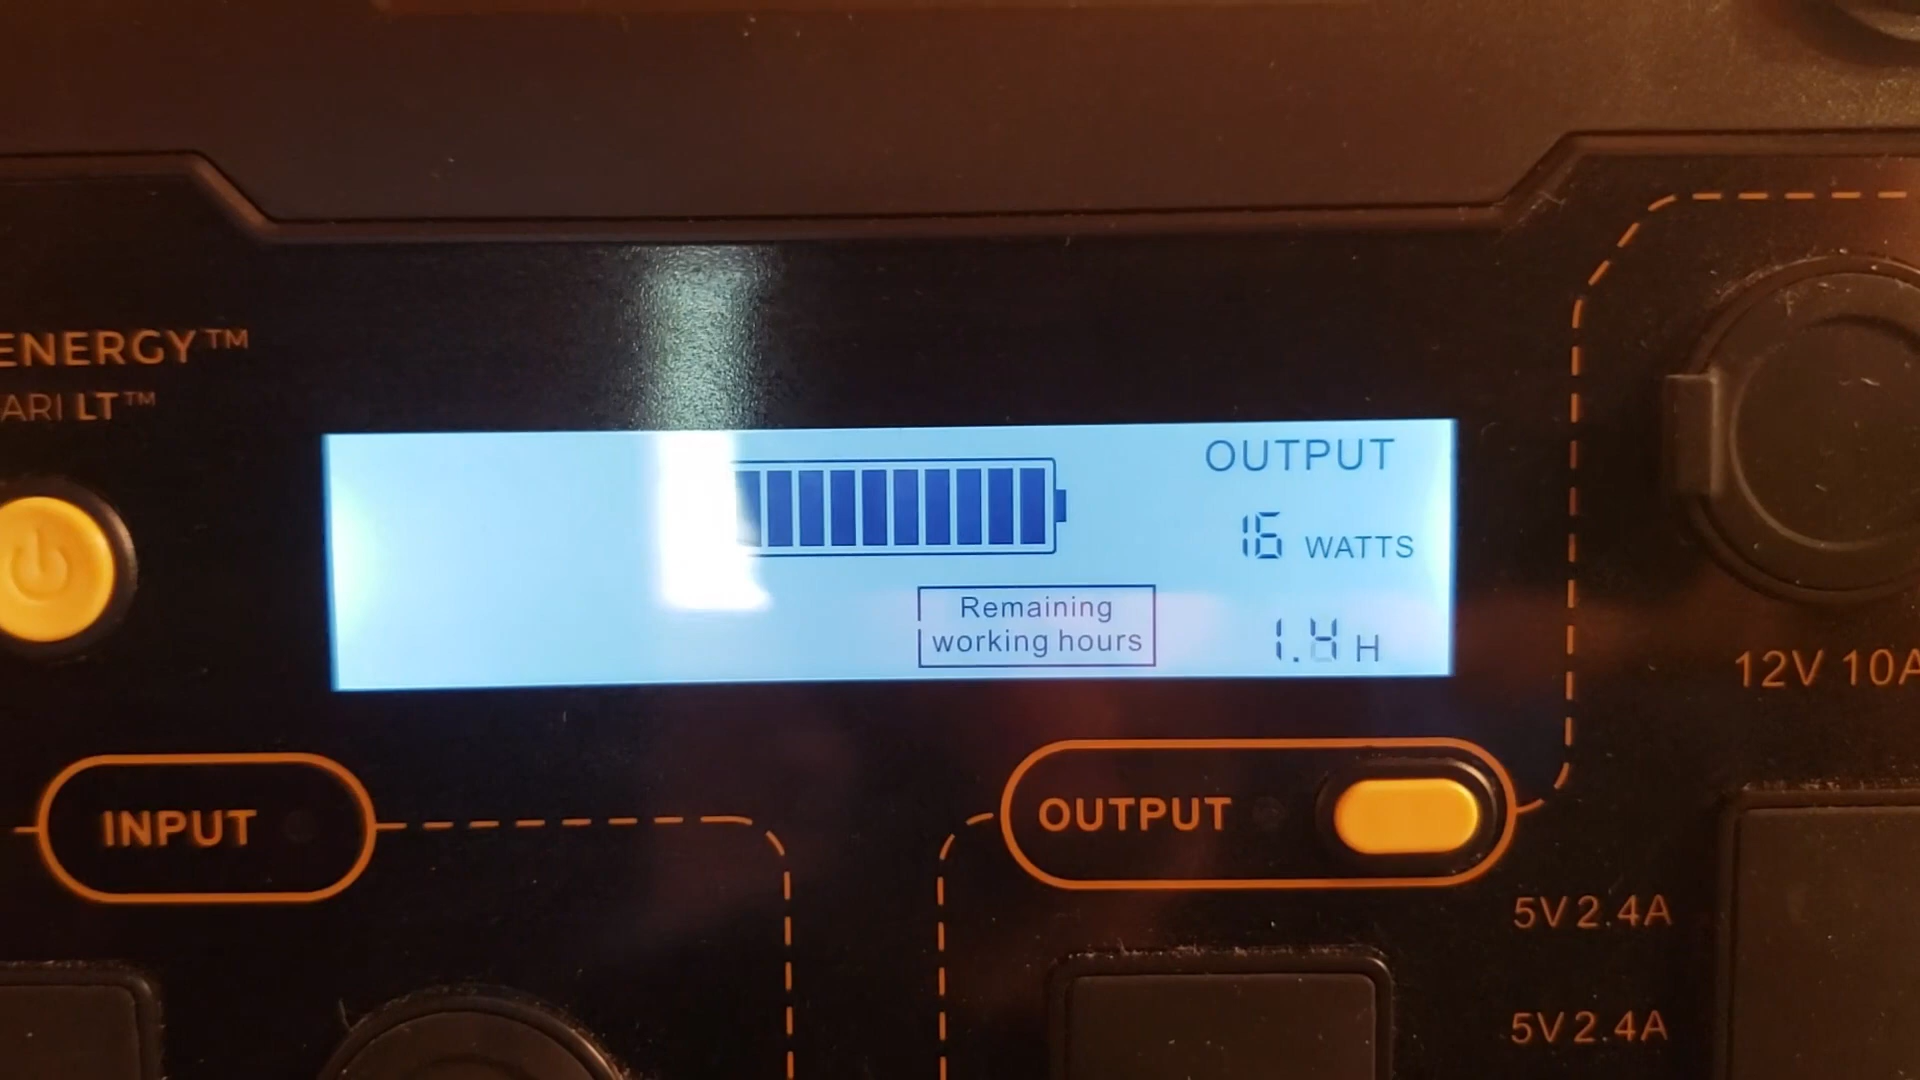 ENERGY™
ARI LT™
OUTPUT
16 WATTS
Remaining
working hours
1.4 H
12V 10A
INPUT
OUTPUT
5V 2.4A
5V 2.4A